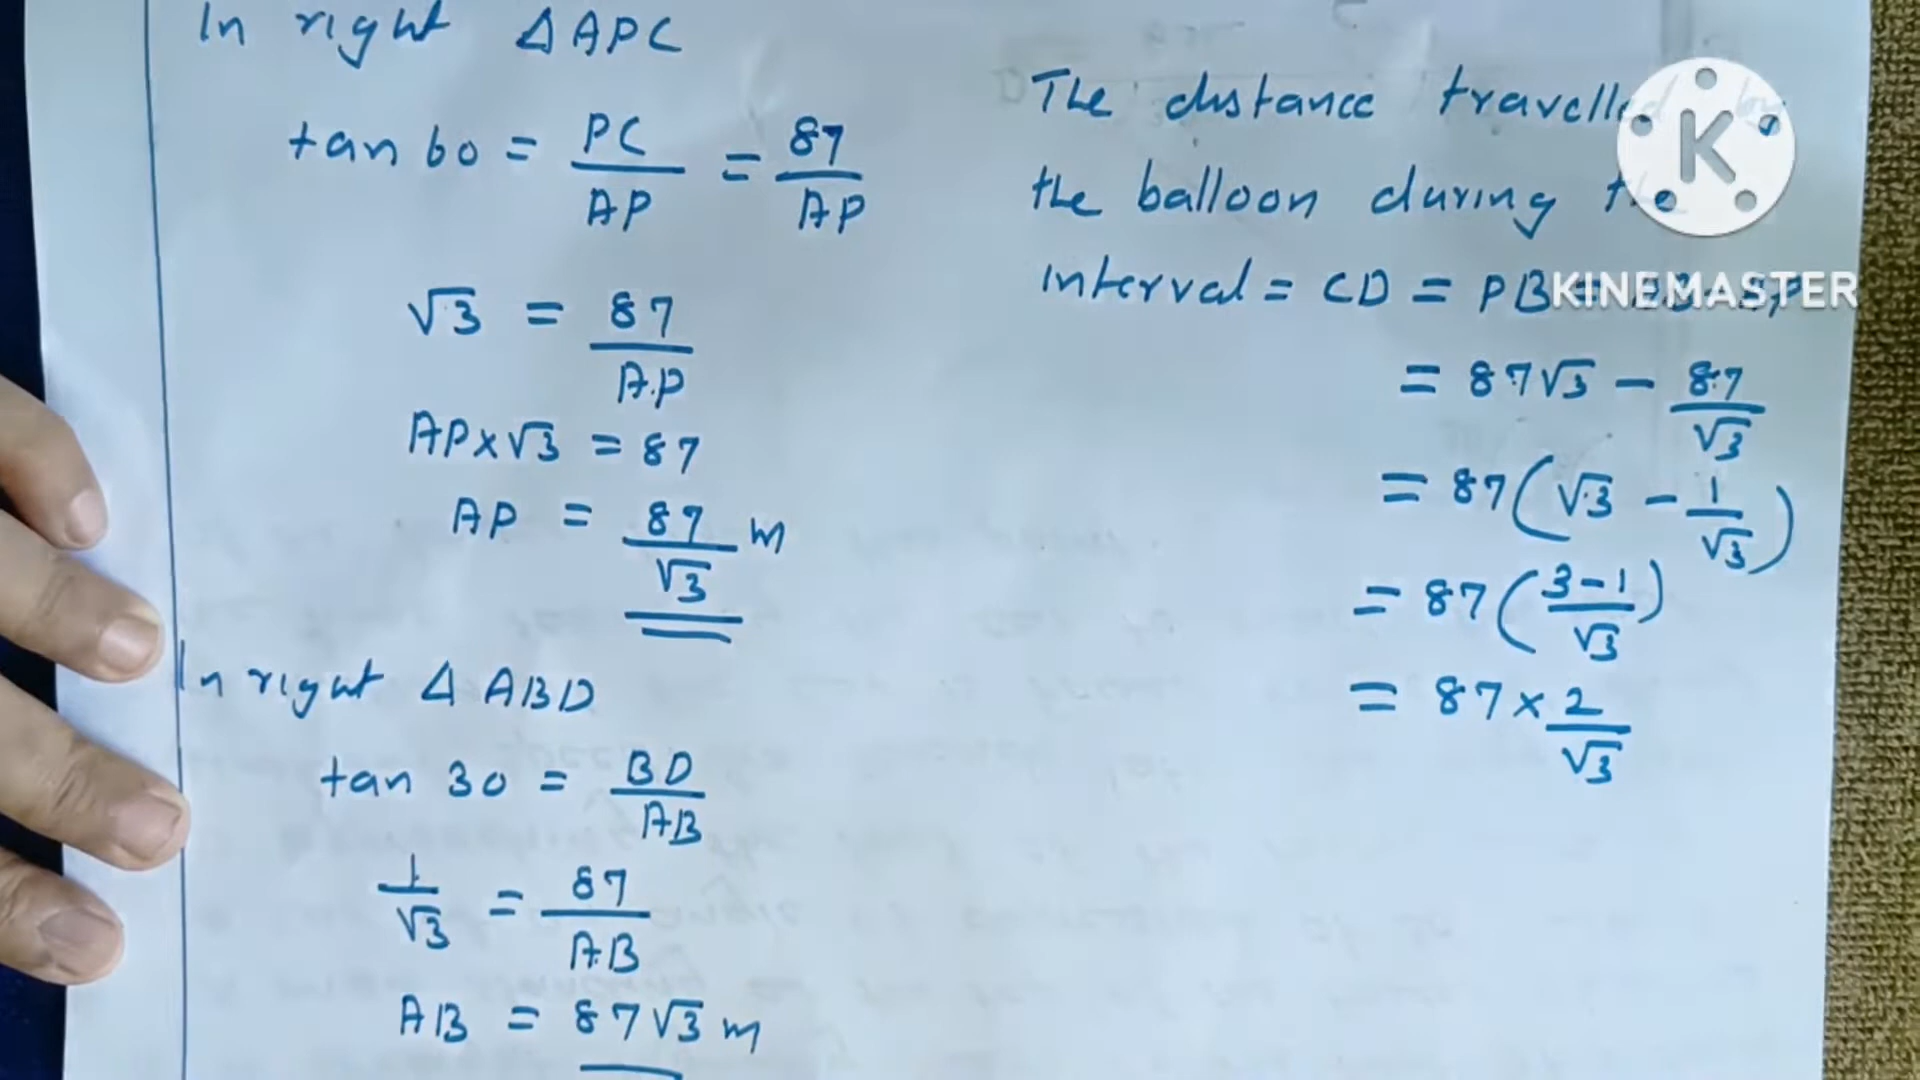 In right △APC
tan 60 = PC/AP = 87/AP
√3 = 87/AP
AP×√3 = 87
AP = 87/√3 m
In right △ABD
tan 30 = BD/AB
1/√3 = 87/AB
AB = 87√3 m
The distance travelled by
the balloon during the
interval = CD = PB
= 87√3 − 87/√3
= 87(√3 − 1/√3)
= 87(3−1/√3)
= 87 × 2/√3
K
KINEMASTER